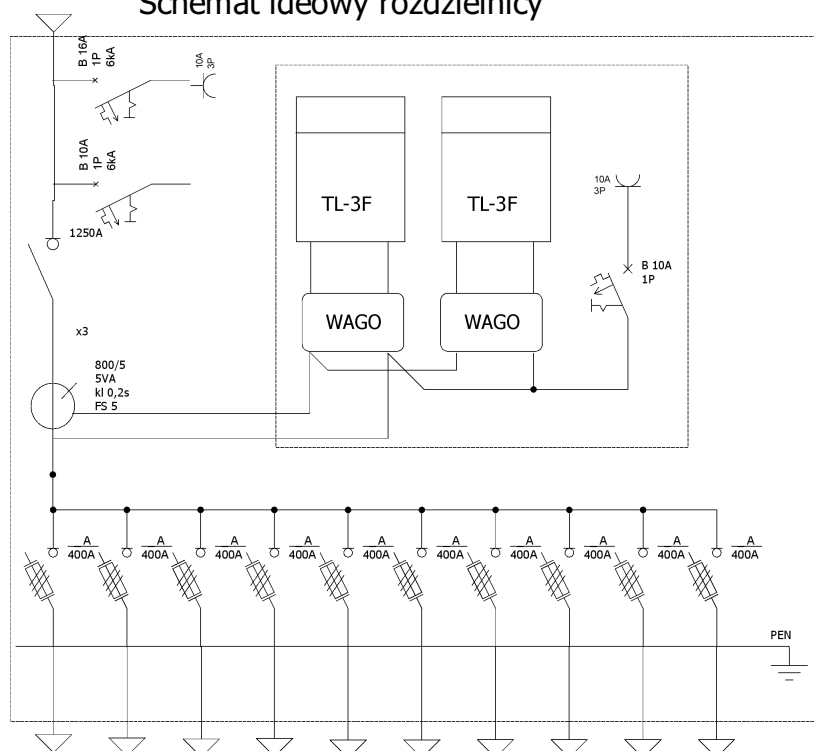 Schemat ideowy rozdzielnicy
B 16A
1P
6kA
10A
3P
B 10A
1P
6kA
1250A
x3
800/5
5VA
kl 0,2s
FS 5
TL-3F
TL-3F
WAGO
WAGO
10A
3P
B 10A
1P
A
400A
A
400A
A
400A
A
400A
A
400A
A
400A
A
400A
A
400A
A
400A
A
400A
PEN